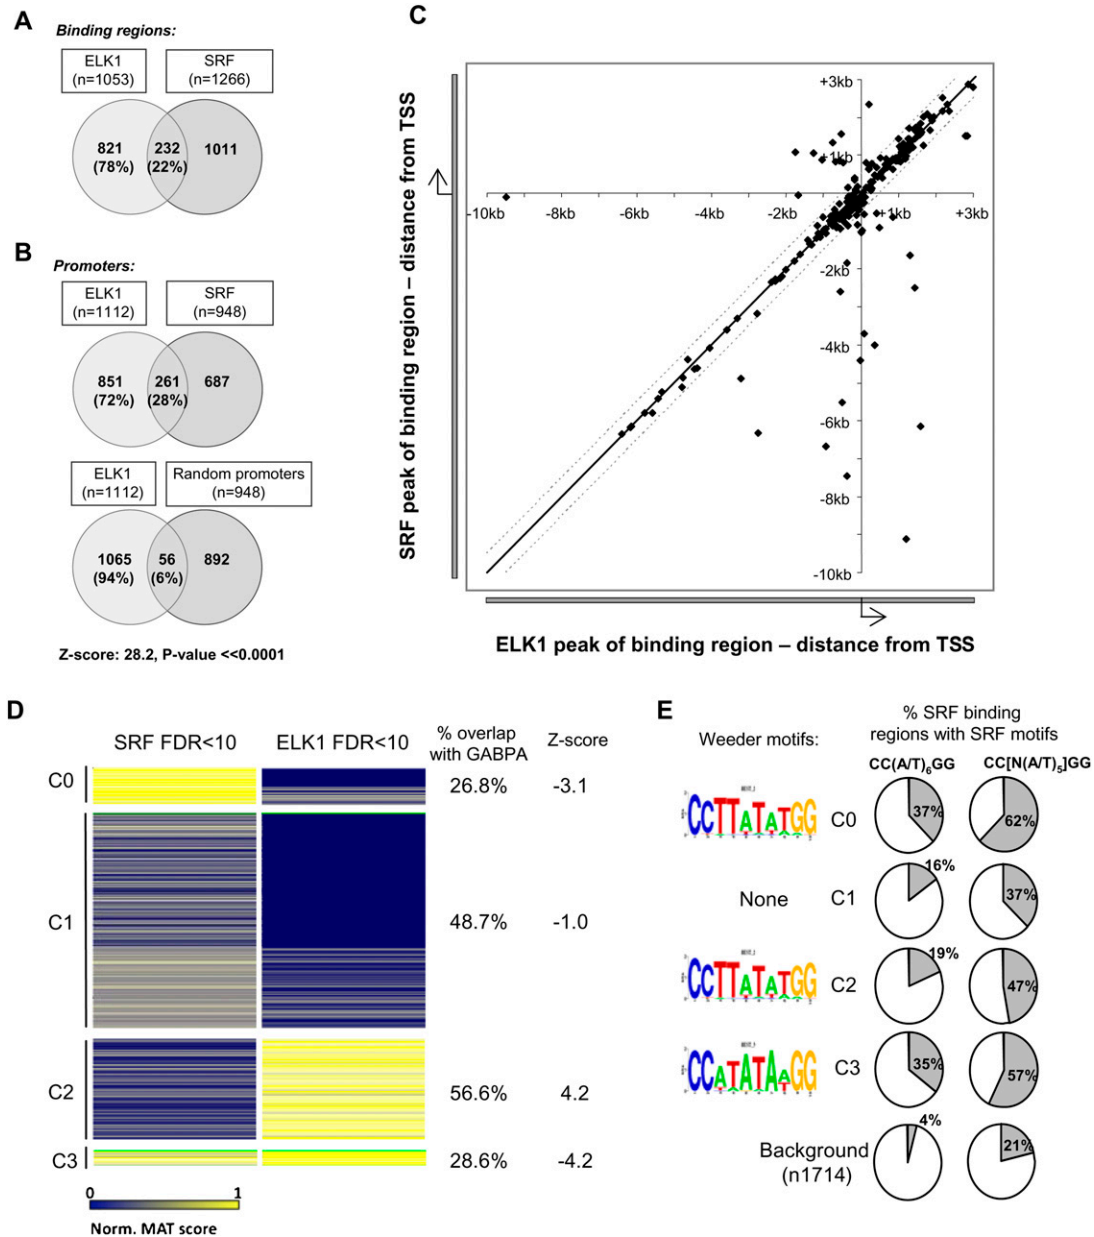 A
Binding regions:
ELK1
(n=1053)
SRF
(n=1266)
821
(78%)
232
(22%)
1011
B
Promoters:
ELK1
(n=1112)
SRF
(n=948)
851
(72%)
261
(28%)
687
ELK1
(n=1112)
Random promoters
(n=948)
1065
(94%)
56
(6%)
892
Z-score: 28.2, P-value <<0.0001
C
SRF peak of binding region – distance from TSS
+3kb
+1kb
-10kb
-8kb
-6kb
-4kb
-2kb
+1kb
+3kb
-2kb
-4kb
-6kb
-8kb
-10kb
ELK1 peak of binding region – distance from TSS
D
SRF FDR<10
ELK1 FDR<10
% overlap
with GABPA
Z-score
C0
26.8%
-3.1
C1
48.7%
-1.0
C2
56.6%
4.2
C3
28.6%
-4.2
0
1
Norm. MAT score
E
Weeder motifs:
% SRF binding
regions with SRF motifs
CC(A/T)6GG
CC[N(A/T)5]GG
CCTTATATGG
C0
37%
62%
None
C1
16%
37%
CCTTATATGG
C2
19%
47%
CCATATAAGG
C3
35%
57%
Background
(n1714)
4%
21%